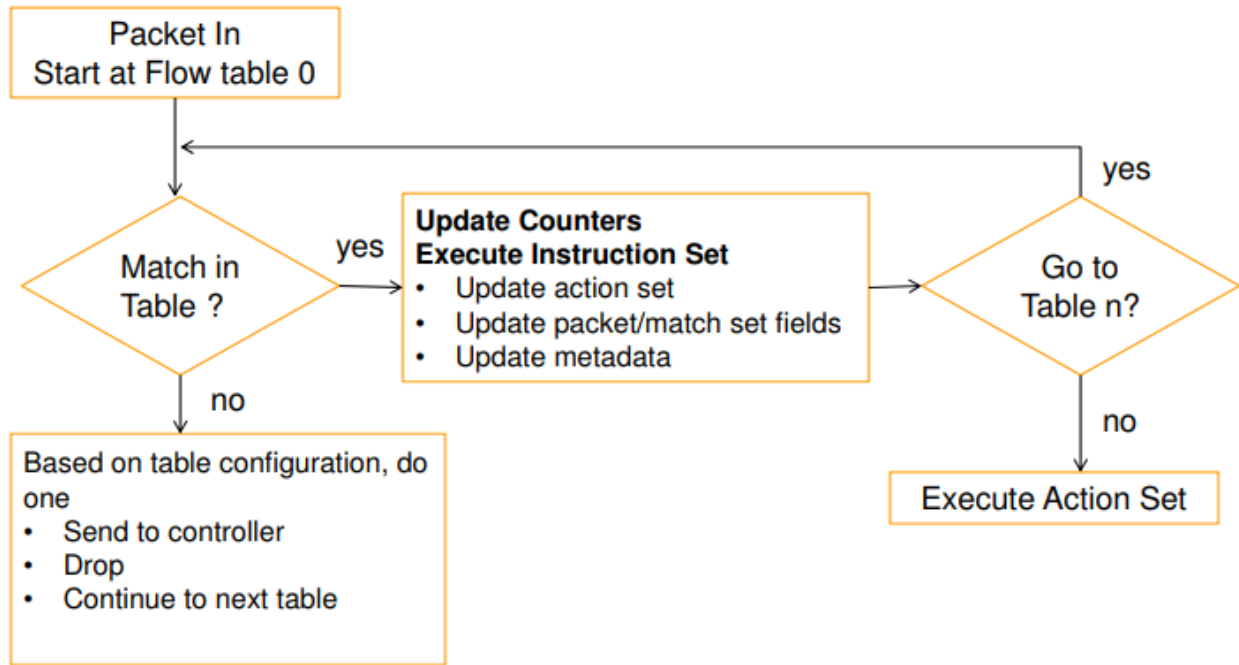 Packet In
Start at Flow table 0
yes
Match in
Table ?
yes
Update Counters
Execute Instruction Set
• Update action set
• Update packet/match set fields
• Update metadata
Go to
Table n?
no
no
Based on table configuration, do
one
• Send to controller
• Drop
• Continue to next table
Execute Action Set